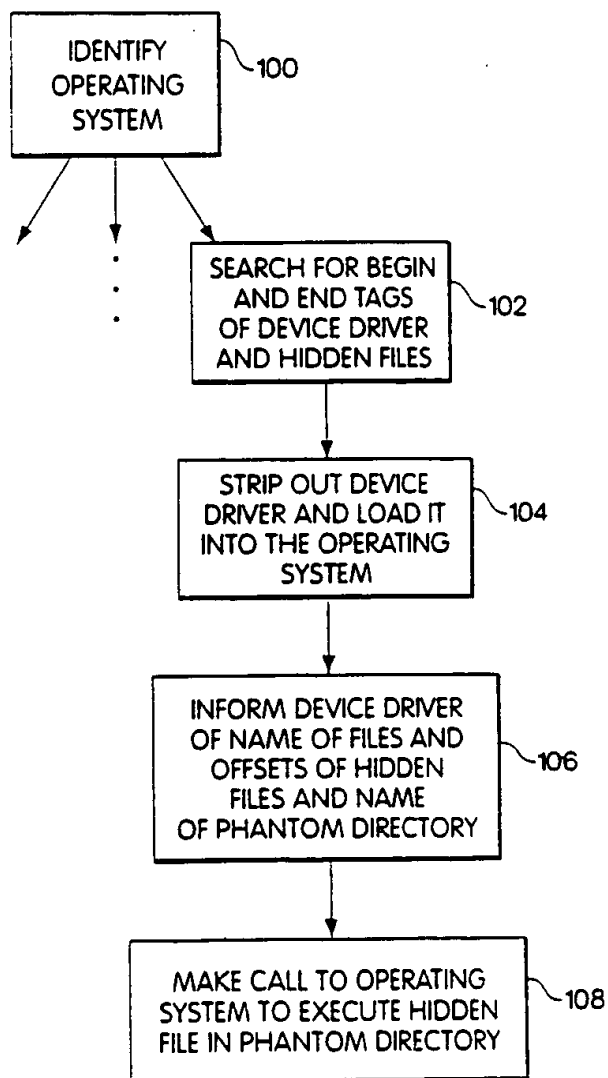 IDENTIFY
OPERATING
SYSTEM
100
SEARCH FOR BEGIN
AND END TAGS
OF DEVICE DRIVER
AND HIDDEN FILES
102
STRIP OUT DEVICE
DRIVER AND LOAD IT
INTO THE OPERATING
SYSTEM
104
INFORM DEVICE DRIVER
OF NAME OF FILES AND
OFFSETS OF HIDDEN
FILES AND NAME
OF PHANTOM DIRECTORY
106
MAKE CALL TO OPERATING
SYSTEM TO EXECUTE HIDDEN
FILE IN PHANTOM DIRECTORY
108